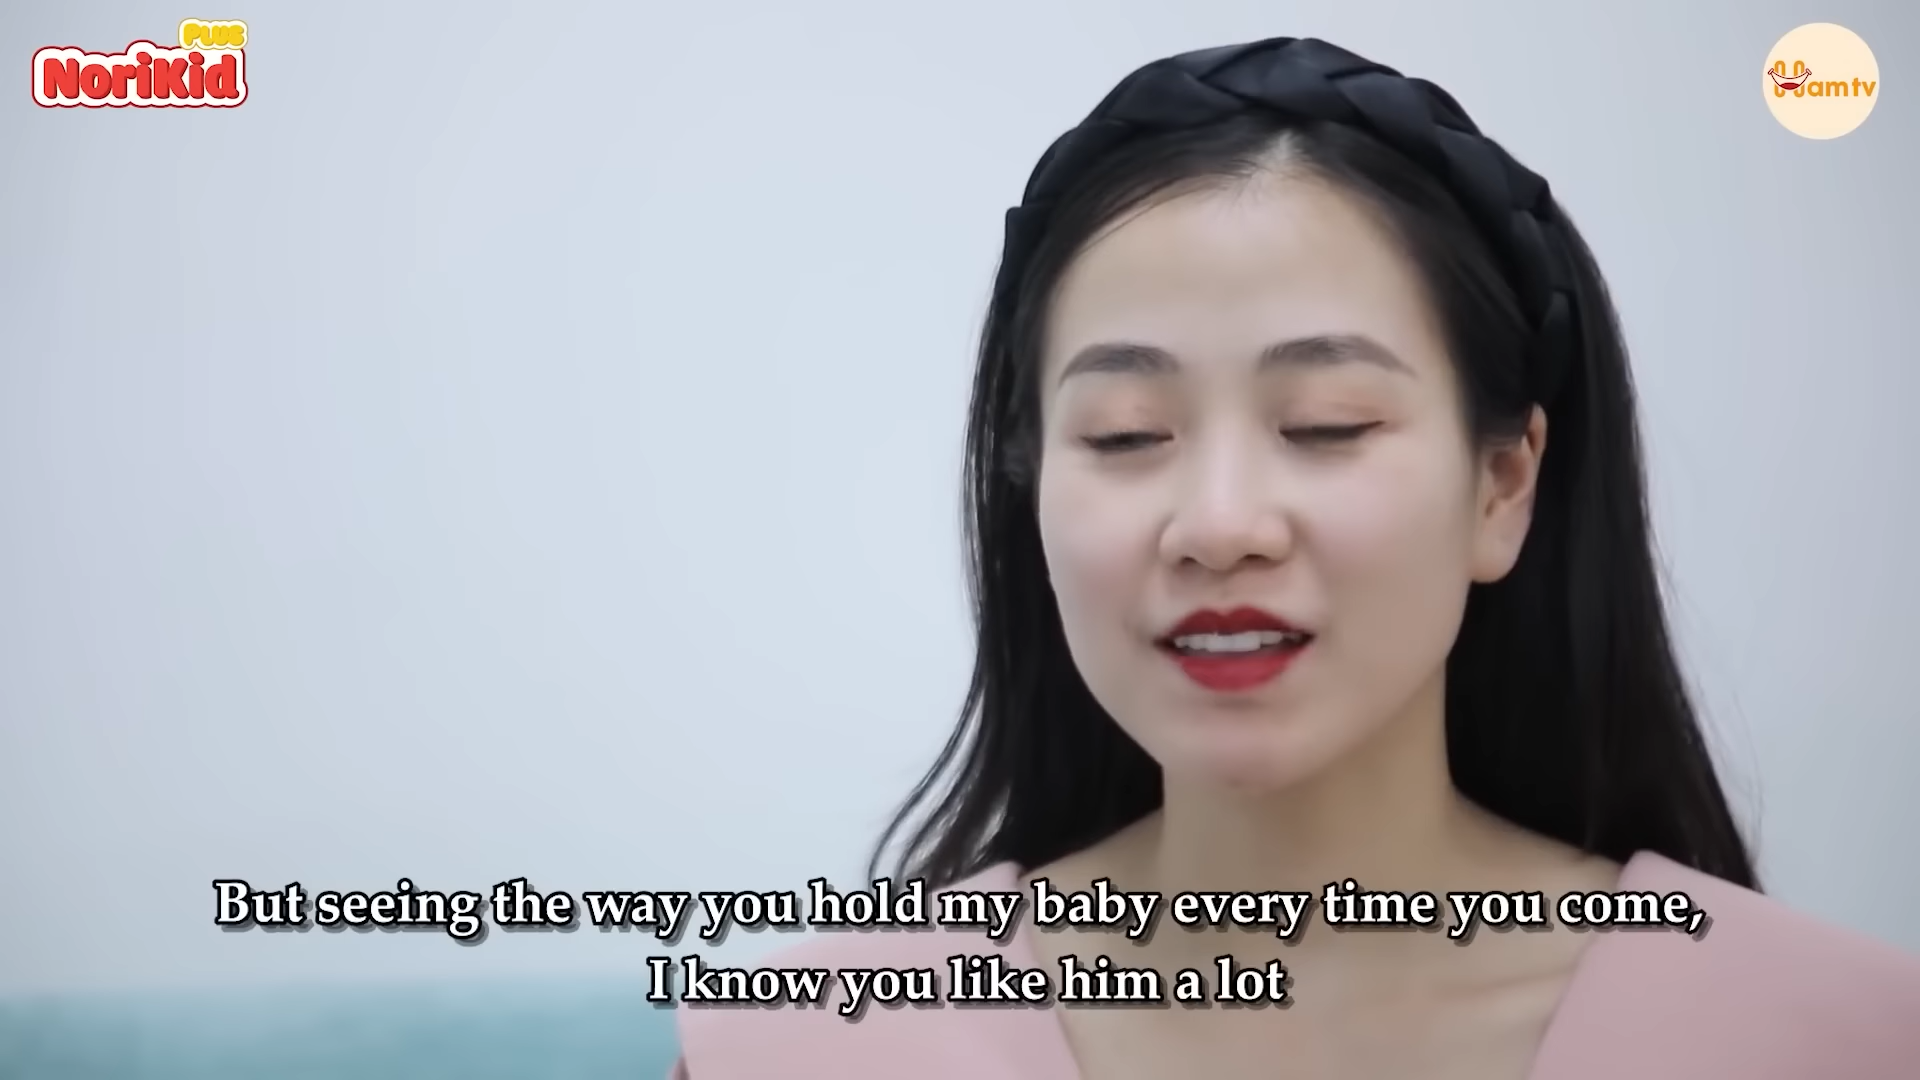 PLUS
NoriKid
Hamtv
But seeing the way you hold my baby every time you come,
I know you like him a lot